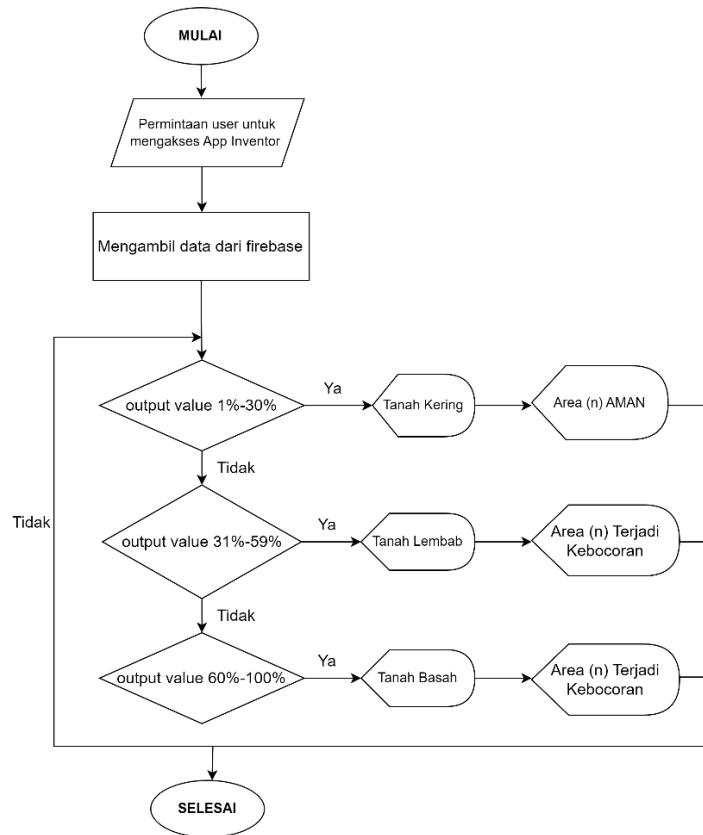 MULAI
Permintaan user untuk
mengakses App Inventor
Mengambil data dari firebase
output value 1%-30%
Ya
Tanah Kering
Area (n) AMAN
Tidak
output value 31%-59%
Ya
Tanah Lembab
Area (n) Terjadi
Kebocoran
Tidak
Tidak
output value 60%-100%
Ya
Tanah Basah
Area (n) Terjadi
Kebocoran
SELESAI